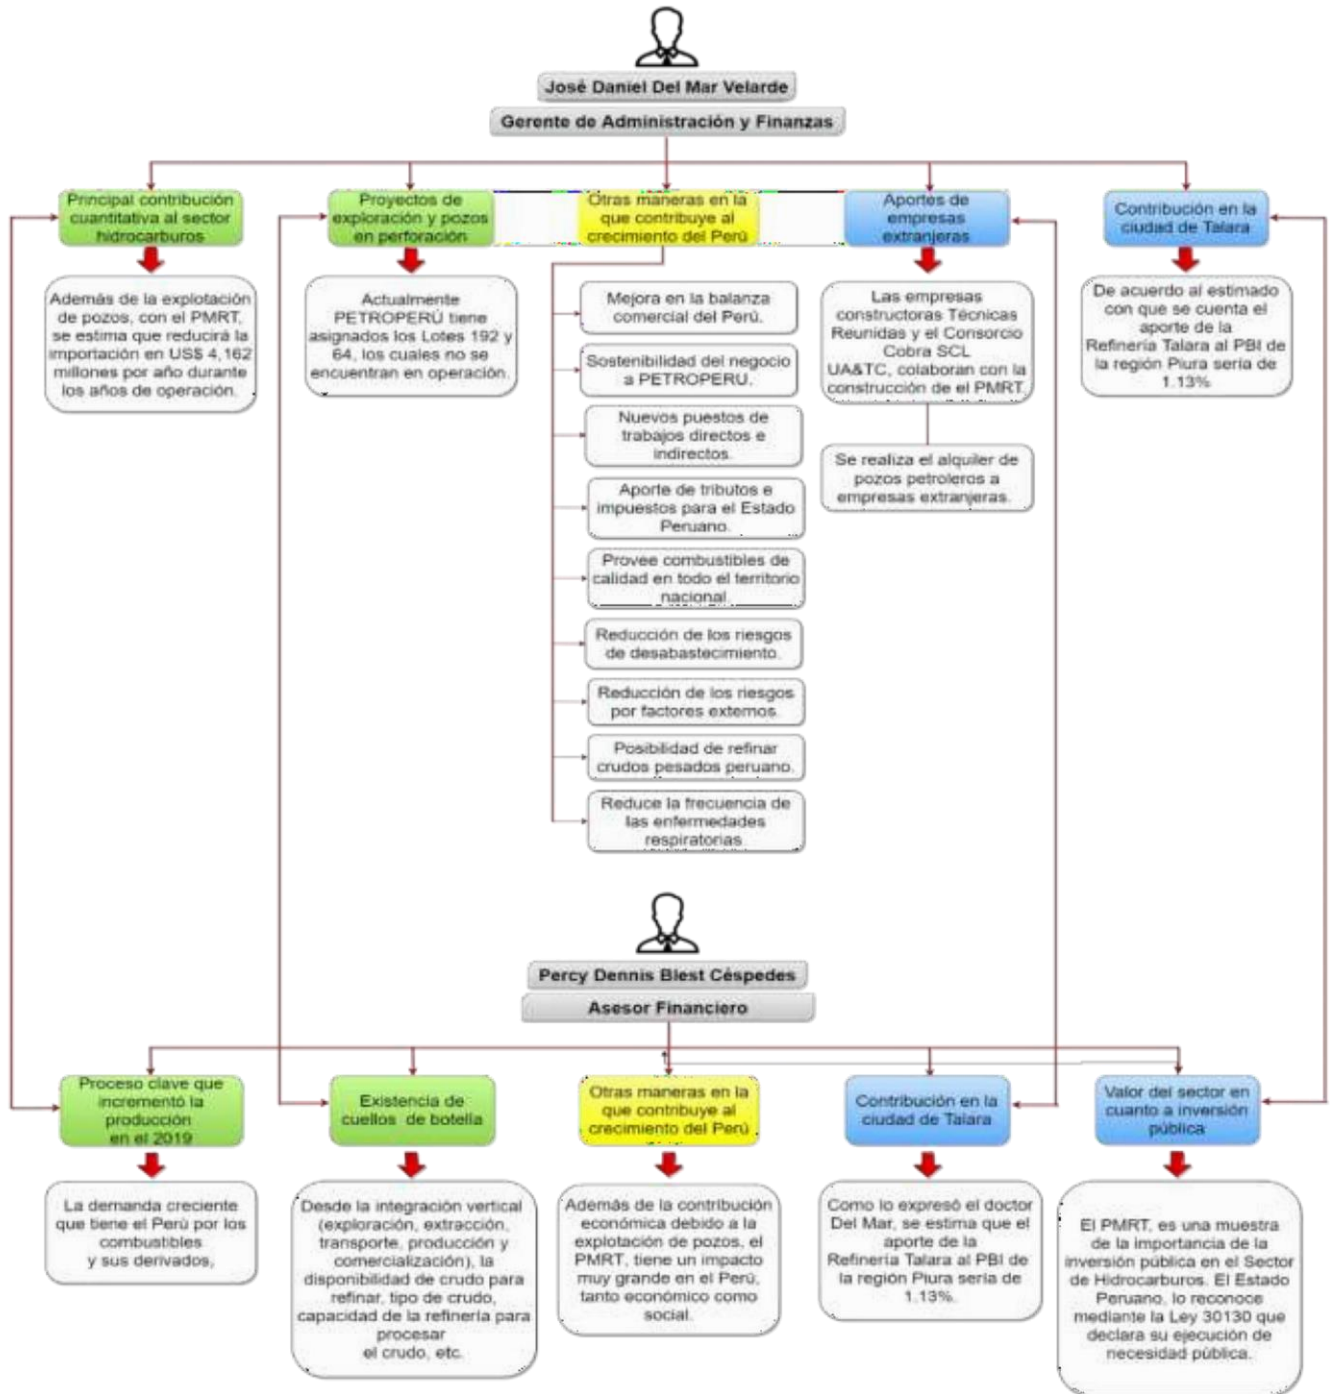 José Daniel Del Mar Velarde
Gerente de Administración y Finanzas
Principal contribución
cuantitativa al sector
hidrocarburos
Además de la explotación
de pozos, con el PMRT,
se estima que reducirá la
importación en US$ 4,162
millones por año durante
los años de operación.
Proyectos de
exploración y pozos
en perforación
Actualmente
PETROPERÚ tiene
asignados los Lotes 192 y
64, los cuales no se
encuentran en operación.
Otras maneras en la
que contribuye al
crecimiento del Perú
Mejora en la balanza
comercial del Perú.
Sostenibilidad del negocio
a PETROPERU.
Nuevos puestos de
trabajos directos e
indirectos.
Aporte de tributos e
impuestos para el Estado
Peruano.
Provee combustibles de
calidad en todo el territorio
nacional.
Reducción de los riesgos
de desabastecimiento.
Reducción de los riesgos
por factores externos.
Posibilidad de refinar
crudos pesados peruano.
Reduce la frecuencia de
las enfermedades
respiratorias
Aportes de
empresas
extranjeras
Las empresas
constructoras Técnicas
Reunidas y el Consorcio
Cobra SCL
UA&TC, colaboran con la
construcción de el PMRT.
Se realiza el alquiler de
pozos petroleros a
empresas extranjeras.
Contribución en la
ciudad de Talara
De acuerdo al estimado
con que se cuenta el
aporte de la
Refinería Talara al PBI de
la región Piura sería de
1.13%
Percy Dennis Blest Céspedes
Asesor Financiero
Proceso clave que
incrementó la
producción
en el 2019
La demanda creciente
que tiene el Perú por los
combustibles
y sus derivados,
Existencia de
cuellos de botella
Desde la integración vertical
(exploración, extracción,
transporte, producción y
comercialización), la
disponibilidad de crudo para
refinar, tipo de crudo,
capacidad de la refinería para
procesar
el crudo, etc.
Otras maneras en la
que contribuye al
crecimiento del Perú
Además de la contribución
económica debido a la
explotación de pozos, el
PMRT, tiene un impacto
muy grande en el Perú,
tanto económico como
social.
Contribución en la
ciudad de Talara
Como lo expresó el doctor
Del Mar, se estima que el
aporte de la
Refinería Talara al PBI de
la región Piura sería de
1.13%.
Valor del sector en
cuanto a inversión
pública
El PMRT, es una muestra
de la importancia de la
inversión pública en el Sector
de Hidrocarburos. El Estado
Peruano, lo reconoce
mediante la Ley 30130 que
declara su ejecución de
necesidad pública.